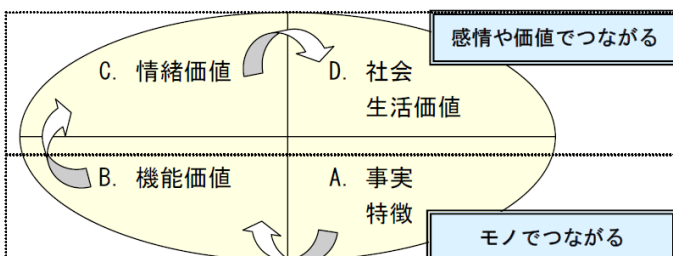 感情や価値でつながる
C. 情緒価値
D. 社会
生活価値
B. 機能価値
A. 事実
特徴
モノでつながる